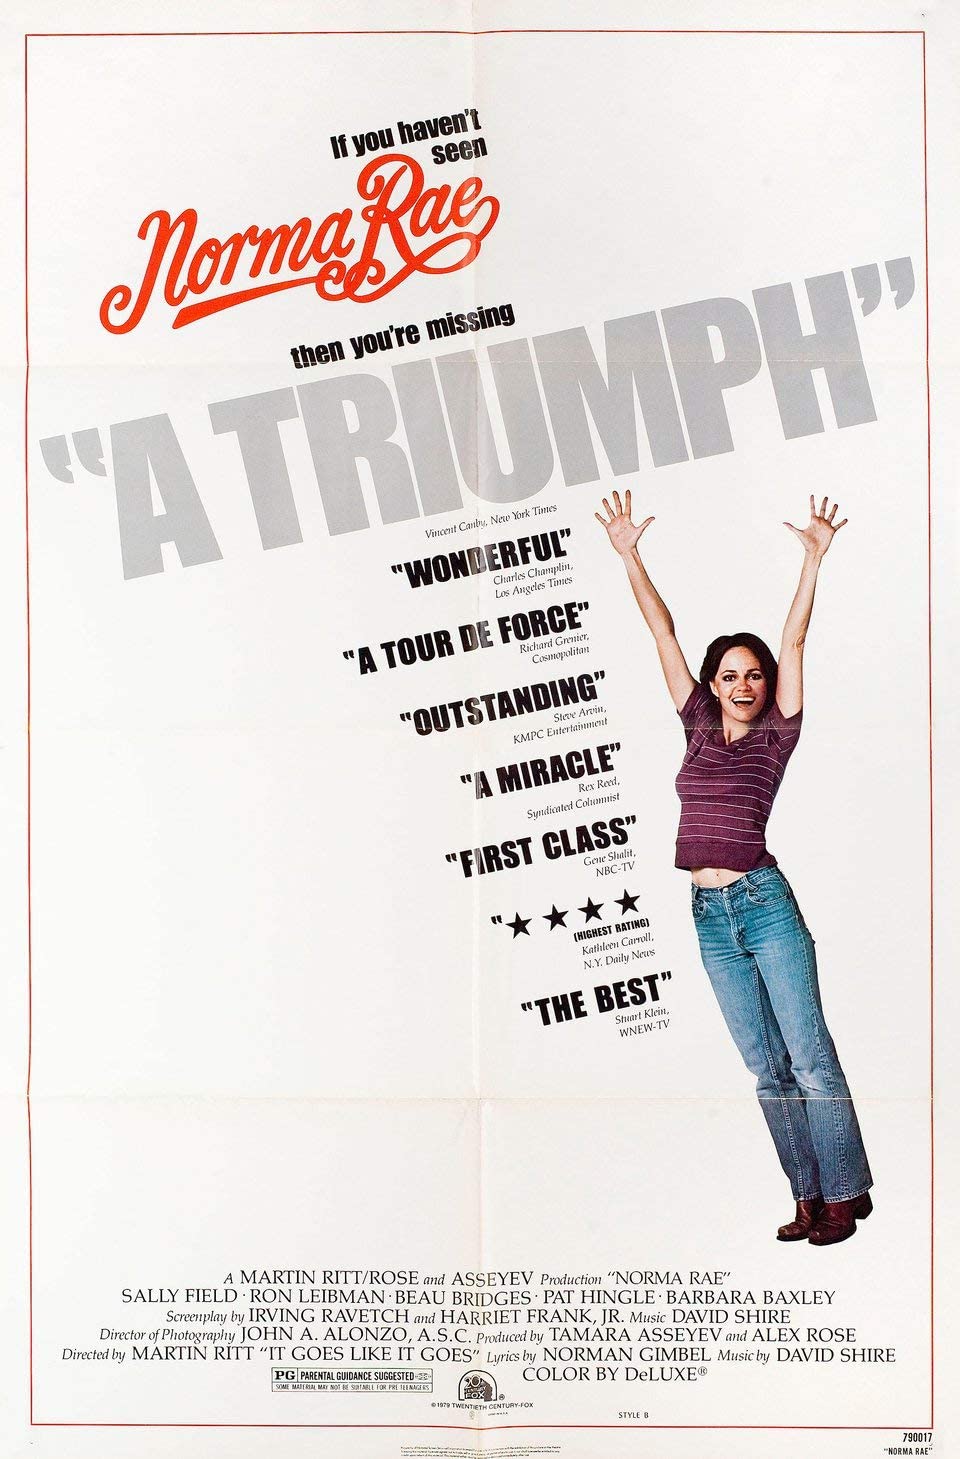 If you haven't
seen
Norma Rae
then you're missing
"A TRIUMPH"
Vincent Canby, New York Times
"WONDERFUL"
Charles Champlin,
Los Angeles Times
"A TOUR DE FORCE"
Richard Grenier,
Cosmopolitan
"OUTSTANDING"
Steve Arvin,
KMPC Entertainment
"A MIRACLE"
Rex Reed,
Syndicated Columnist
"FIRST CLASS"
Gene Shalit,
NBC-TV
"★ ★ ★ ★
(HIGHEST RATING)
Kathleen Carroll,
N.Y. Daily News
"THE BEST"
Stuart Klein,
WNEW-TV
A MARTIN RITT/ROSE and ASSEYEV Production "NORMA RAE"
SALLY FIELD · RON LEIBMAN · BEAU BRIDGES · PAT HINGLE · BARBARA BAXLEY
Screenplay by IRVING RAVETCH and HARRIET FRANK, JR. Music DAVID SHIRE
Director of Photography JOHN A. ALONZO, A.S.C. Produced by TAMARA ASSEYEV and ALEX ROSE
Directed by MARTIN RITT "IT GOES LIKE IT GOES" Lyrics by NORMAN GIMBEL Music by DAVID SHIRE
PG PARENTAL GUIDANCE SUGGESTED
SOME MATERIAL MAY NOT BE SUITABLE FOR PRE-TEENAGERS
20th CENTURY FOX ®
COLOR BY DeLUXE®
© 1979 TWENTIETH CENTURY-FOX
STYLE B
790017
"NORMA RAE"